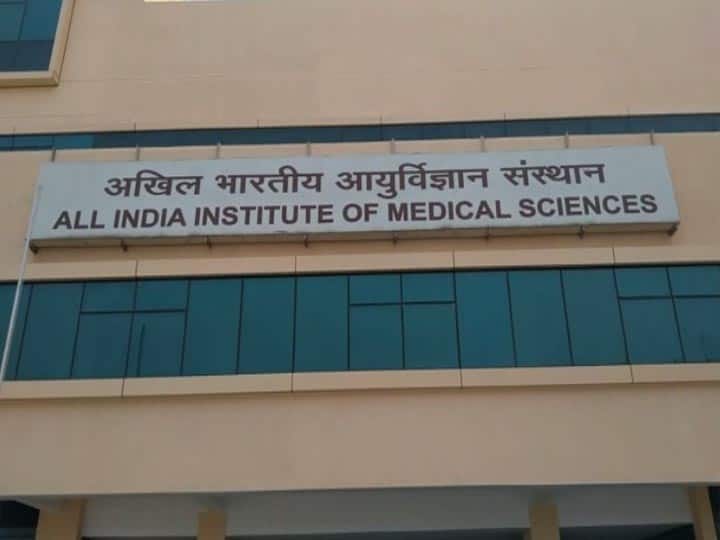 अखिल भारतीय आयुर्विज्ञान संस्थान
ALL INDIA INSTITUTE OF MEDICAL SCIENCES